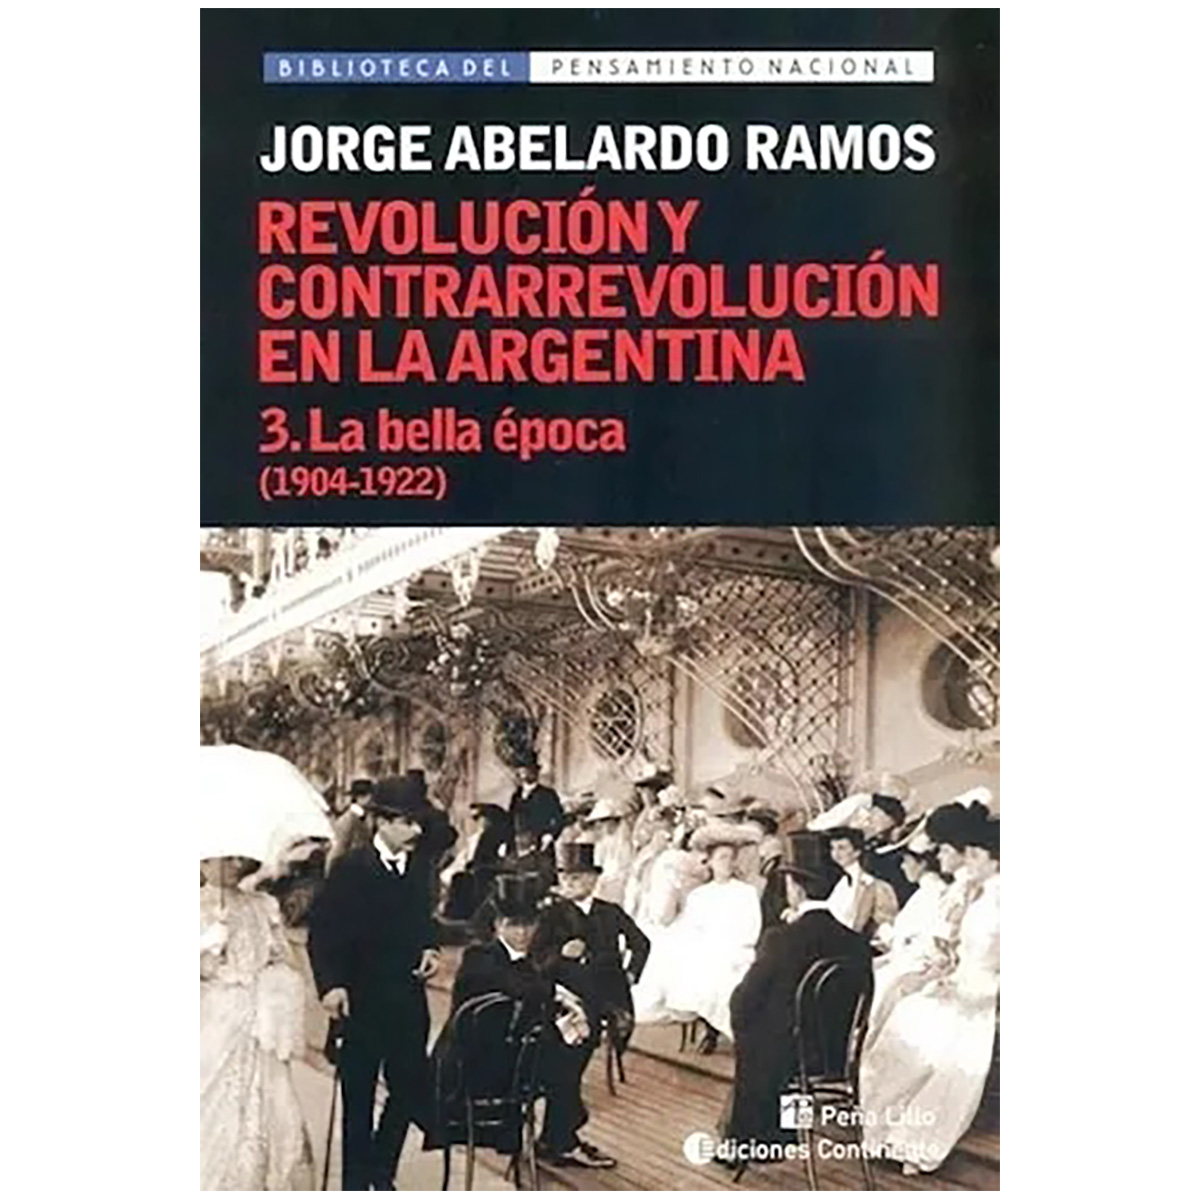 BIBLIOTECA DEL PENSAMIENTO NACIONAL
JORGE ABELARDO RAMOS
REVOLUCIÓN Y
CONTRARREVOLUCIÓN
EN LA ARGENTINA
3. La bella época
(1904-1922)
Peña Lillo
Ediciones Continente